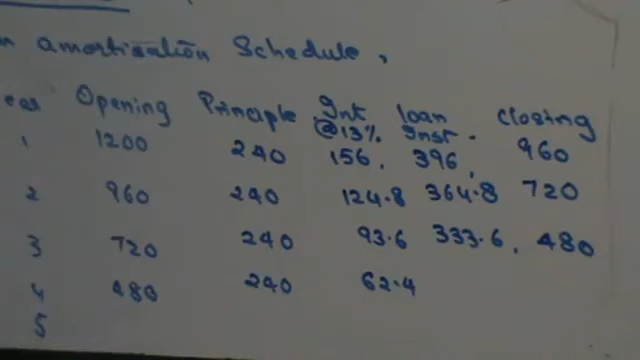 amortisation Schedule,
Opening Principle Int loan Closing
@13% Inst.
1 1200 240 156. 396. 960
2 960 240 124.8 364.8 720
3 720 240 93.6 333.6. 480
4 480 240 62.4
5